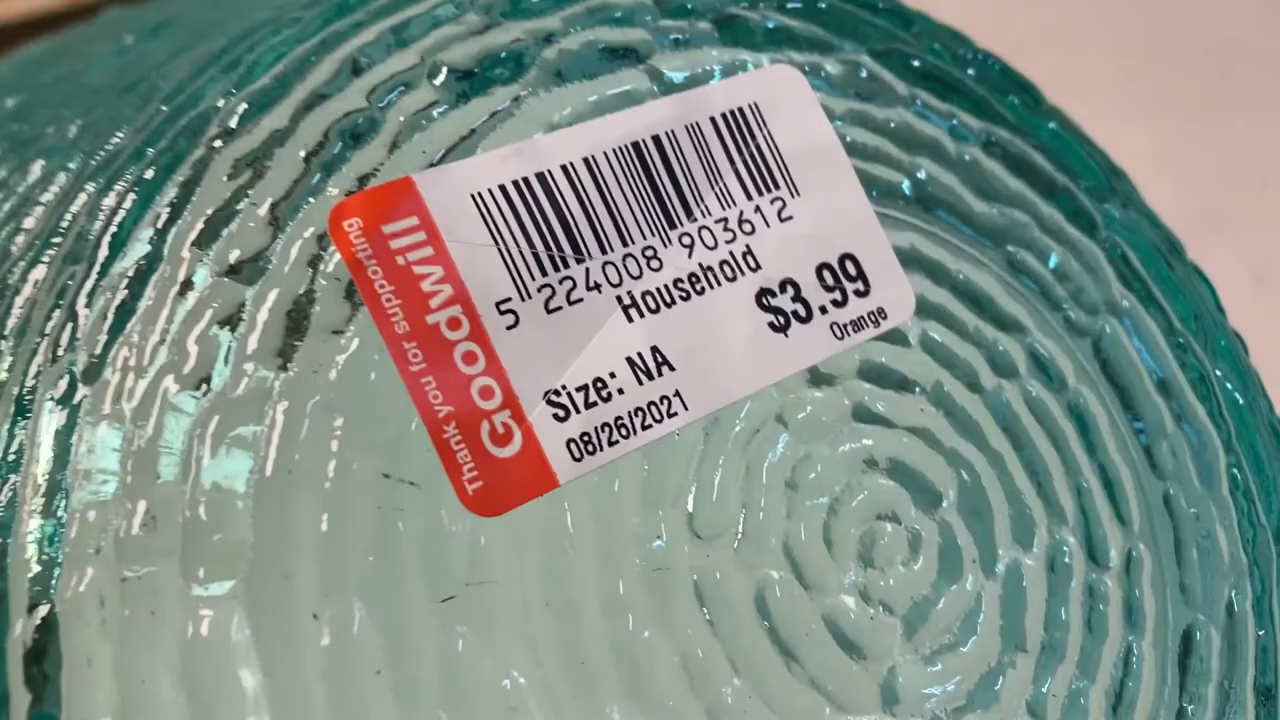 Thank you for supporting
Goodwill
5 224008 903612
Household
$3.99
Orange
Size: NA
08/26/2021